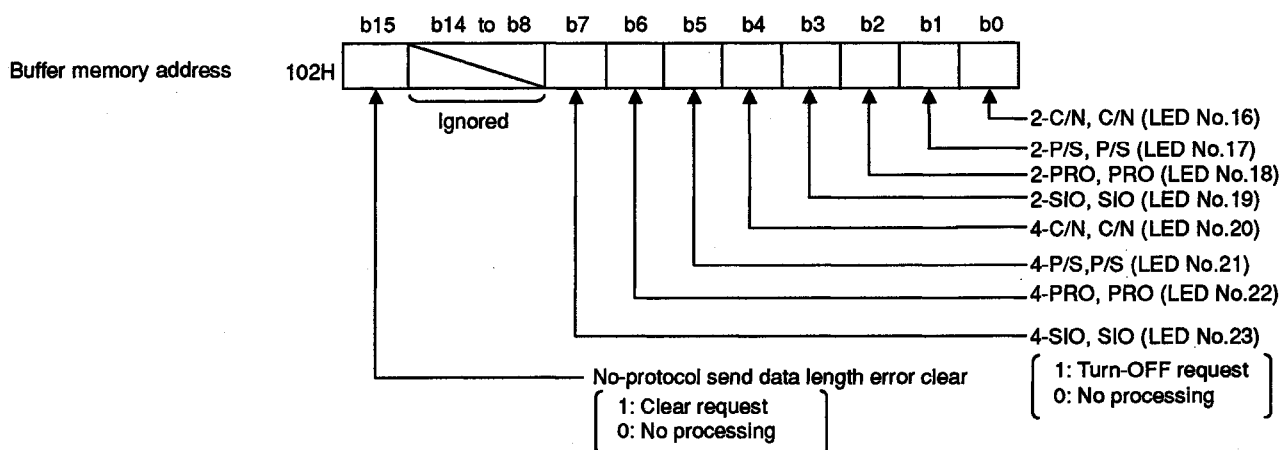 b15 b14 to b8 b7 b6 b5 b4 b3 b2 b1 b0
Buffer memory address 102H
Ignored
2-C/N, C/N (LED No.16)
2-P/S, P/S (LED No.17)
2-PRO, PRO (LED No.18)
2-SIO, SIO (LED No.19)
4-C/N, C/N (LED No.20)
4-P/S,P/S (LED No.21)
4-PRO, PRO (LED No.22)
4-SIO, SIO (LED No.23)
1: Turn-OFF request
0: No processing
No-protocol send data length error clear
1: Clear request
0: No processing